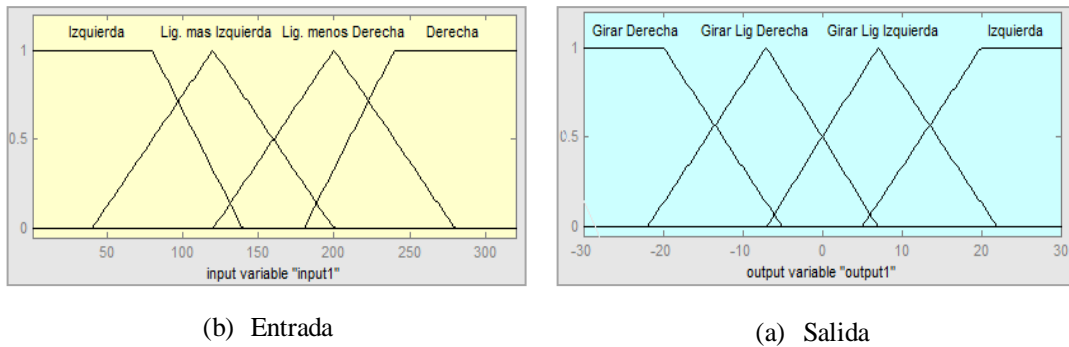 Izquierda Lig. mas Izquierda Lig. menos Derecha Derecha
1
0.5
0
50 100 150 200 250 300
input variable "input1"
(b) Entrada
Girar Derecha Girar Lig Derecha Girar Lig Izquierda Izquierda
1
0.5
0
-30 -20 -10 0 10 20 30
output variable "output1"
(a) Salida